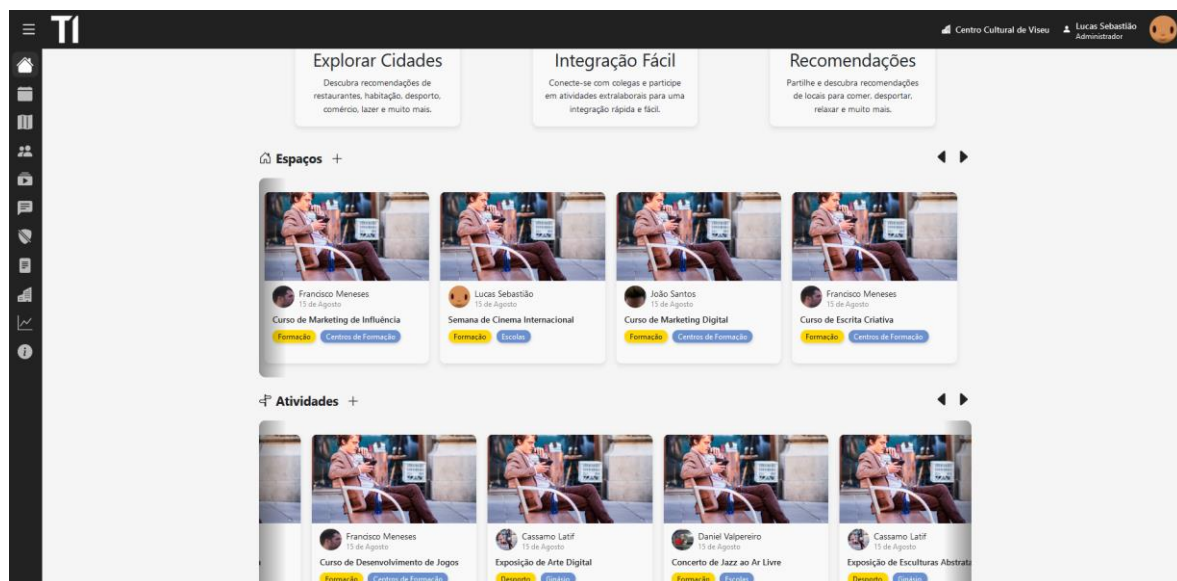 TI
Centro Cultural de Viseu
Lucas Sebastião
Administrador
Explorar Cidades
Descubra recomendações de
restaurantes, habitação, desporto,
comércio, lazer e muito mais.
Integração Fácil
Conecte-se com colegas e participe
em atividades extralaborais para uma
integração rápida e fácil.
Recomendações
Partilhe e descubra recomendações
de locais para comer, desportar,
relaxar e muito mais.
Espaços +
Francisco Meneses
15 de Agosto
Curso de Marketing de Influência
Formação Centros de Formação
Lucas Sebastião
15 de Agosto
Semana de Cinema Internacional
Formação Escolas
João Santos
15 de Agosto
Curso de Marketing Digital
Formação Centros de Formação
Francisco Meneses
15 de Agosto
Curso de Escrita Criativa
Formação Centros de Formação
Atividades +
Francisco Meneses
15 de Agosto
Curso de Desenvolvimento de Jogos
Formação Centros de Formação
Cassamo Latif
15 de Agosto
Exposição de Arte Digital
Desporto Ginásio
Daniel Valpereiro
15 de Agosto
Concerto de Jazz ao Ar Livre
Formação Escolas
Cassamo Latif
15 de Agosto
Exposição de Esculturas Abstrata
Desporto Ginásio